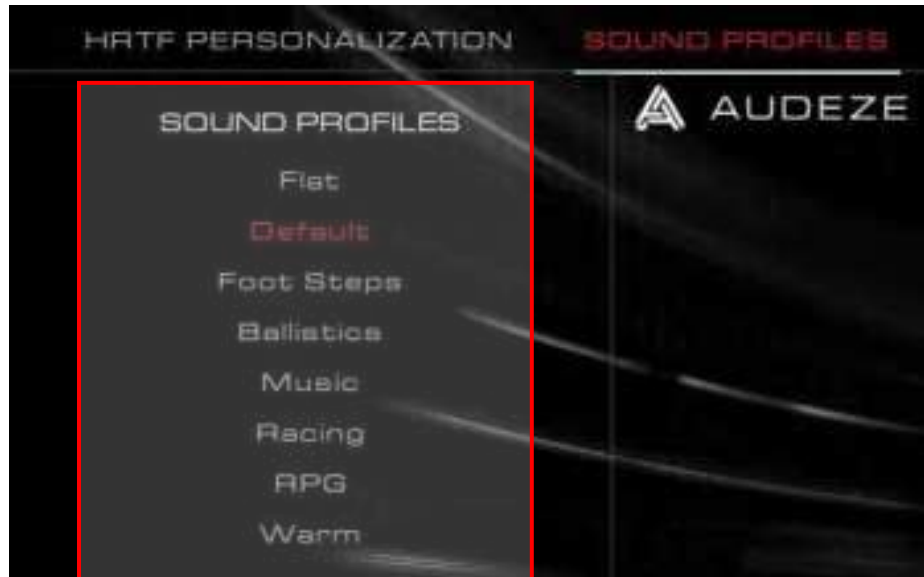 HRTF PERSONALIZATION
SOUND PROFILES
AUDEZE
SOUND PROFILES
Flat
Default
Foot Steps
Ballistics
Music
Racing
RPG
Warm